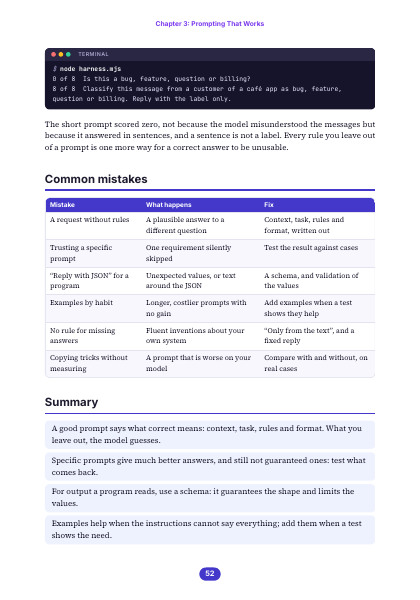 Chapter 3: Prompting That Works
TERMINAL
$ node harness.mjs
0 of 8 Is this a bug, feature, question or billing?
8 of 8 Classify this message from a customer of a café app as bug, feature,
question or billing. Reply with the label only.
The short prompt scored zero, not because the model misunderstood the messages but
because it answered in sentences, and a sentence is not a label. Every rule you leave out
of a prompt is one more way for a correct answer to be unusable.
Common mistakes
Mistake What happens Fix
A request without rules A plausible answer to a Context, task, rules and
different question format, written out
Trusting a specific One requirement silently Test the result against cases
prompt skipped
“Reply with JSON” for a Unexpected values, or text A schema, and validation of
program around the JSON the values
Examples by habit Longer, costlier prompts with Add examples when a test
no gain shows they help
No rule for missing Fluent inventions about your “Only from the text”, and a
answers own system fixed reply
Copying tricks without A prompt that is worse on your Compare with and without, on
measuring model real cases
Summary
A good prompt says what correct means: context, task, rules and format. What you
leave out, the model guesses.
Specific prompts give much better answers, and still not guaranteed ones: test what
comes back.
For output a program reads, use a schema: it guarantees the shape and limits the
values.
Examples help when the instructions cannot say everything; add them when a test
shows the need.
52